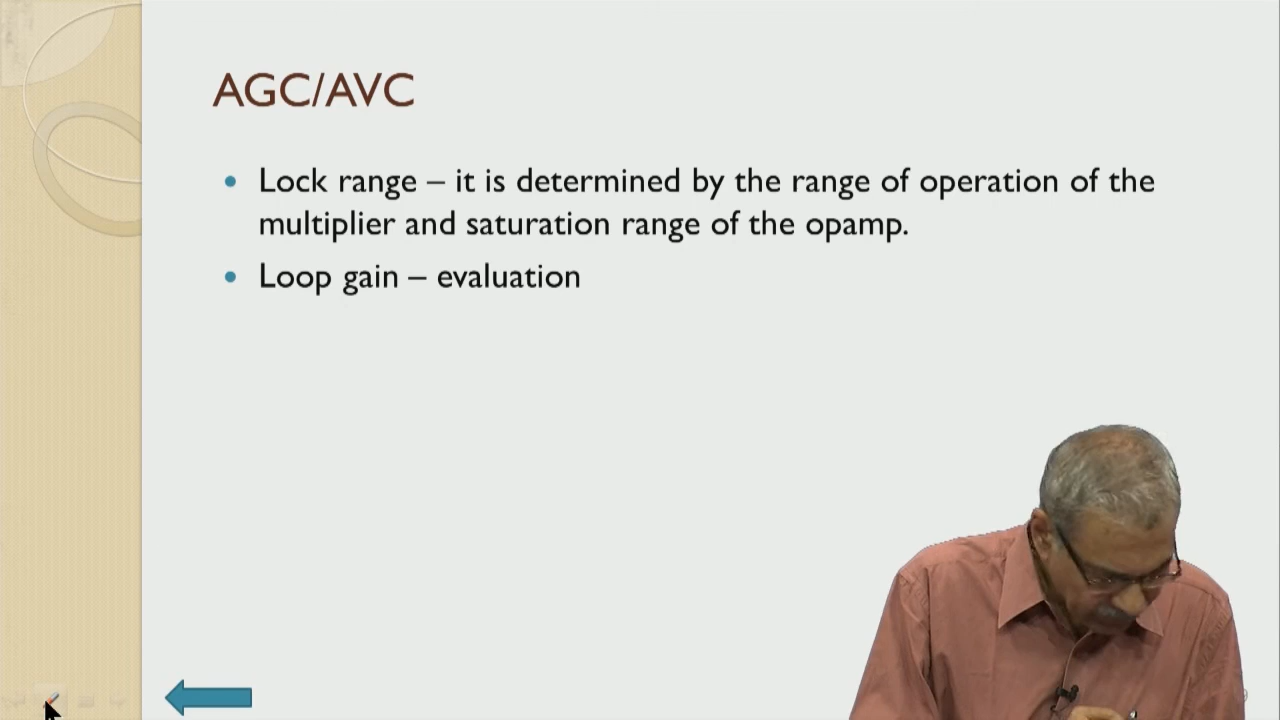 AGC/AVC
• Lock range – it is determined by the range of operation of the
multiplier and saturation range of the opamp.
• Loop gain – evaluation